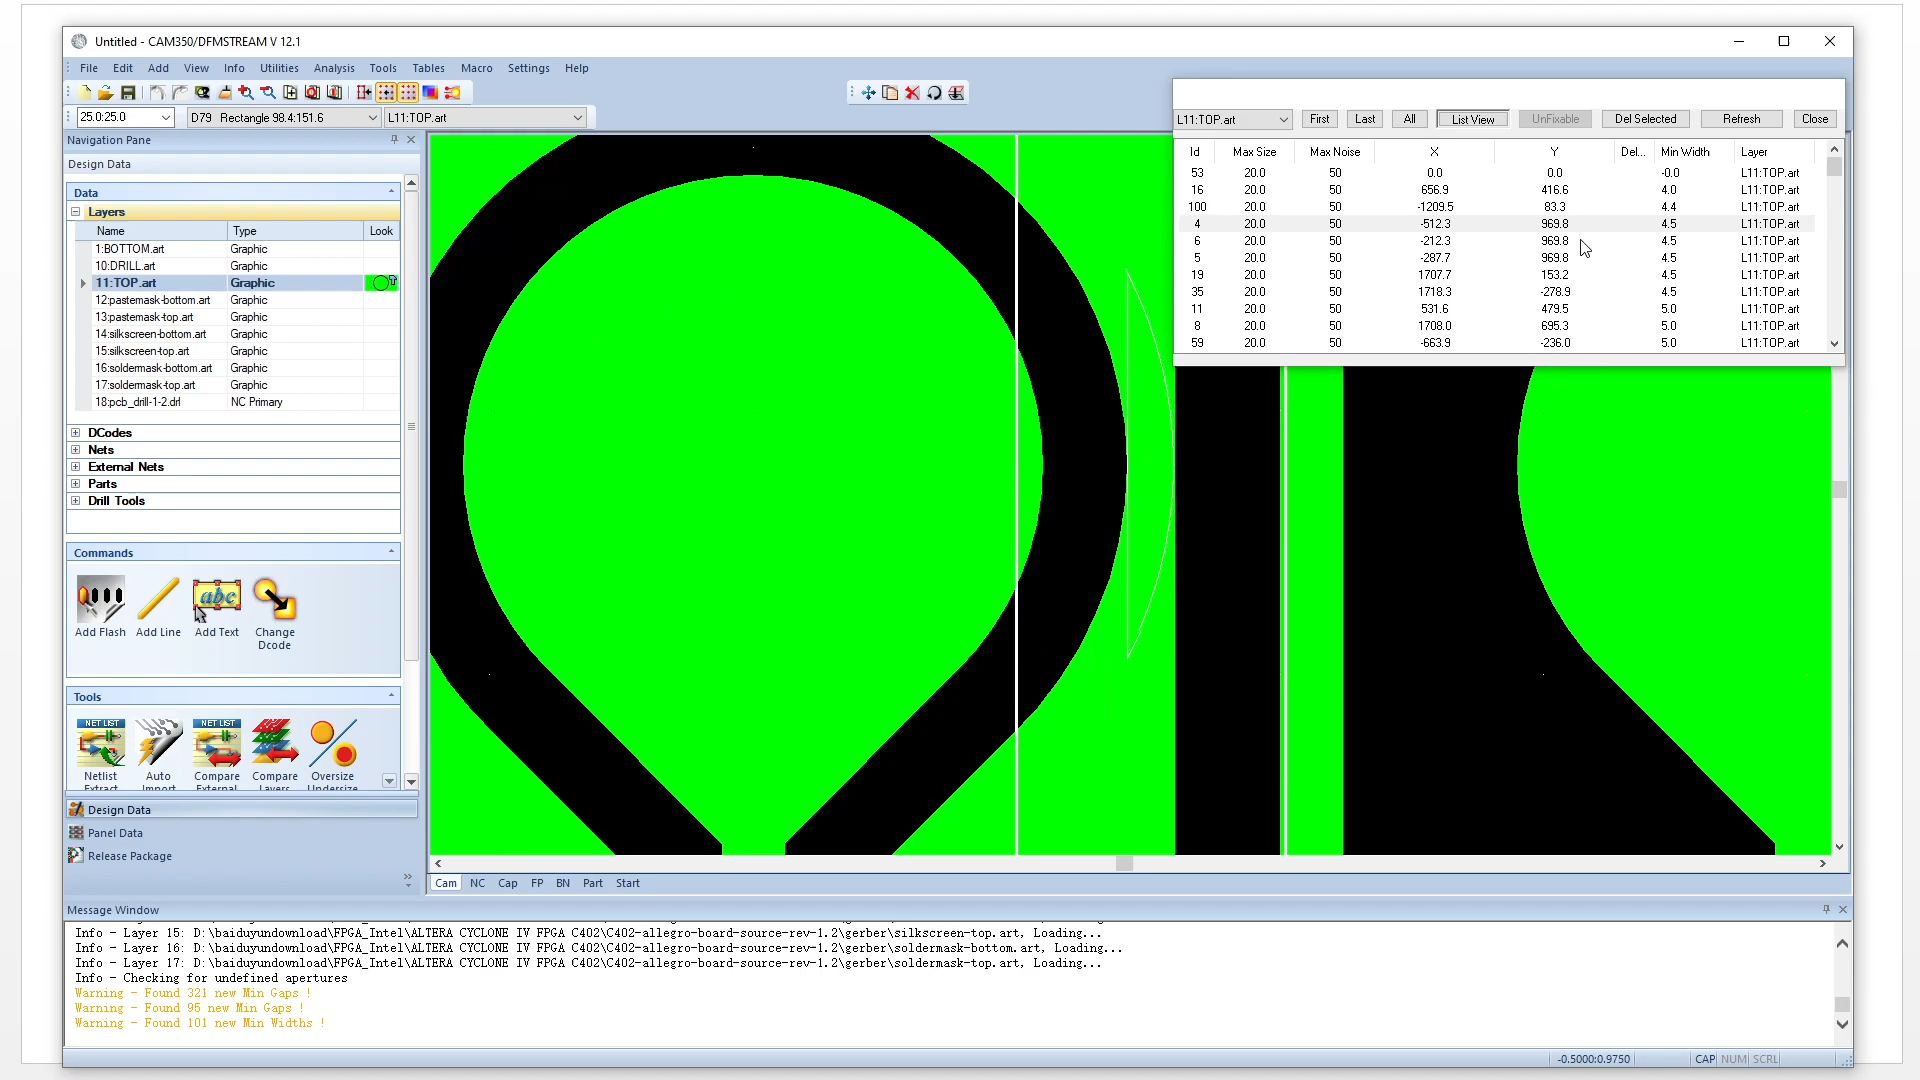 Untitled - CAM350/DFMSTREAM V 12.1
File Edit Add View Info Utilities Analysis Tools Tables Macro Settings Help
25.0:25.0 D79 Rectangle 98.4:151.6 L11:TOP.art
Navigation Pane
Design Data
Data
Layers
Name Type Look
1:BOTTOM.art Graphic
10:DRILL.art Graphic
11:TOP.art Graphic
12:pastemask-bottom.art Graphic
13:pastemask-top.art Graphic
14:silkscreen-bottom.art Graphic
15:silkscreen-top.art Graphic
16:soldermask-bottom.art Graphic
17:soldermask-top.art Graphic
18:pcb_drill-1-2.drl NC Primary
DCodes
Nets
External Nets
Parts
Drill Tools
Commands
abc
Add Flash Add Line Add Text Change Dcode
Tools
NET LIST NET LIST
Netlist Extract Auto Import Compare External Compare Layers Oversize Undersize
Design Data
Panel Data
Release Package
L11:TOP.art First Last All List View UnFixable Del Selected Refresh Close
Id Max Size Max Noise X Y Del... Min Width Layer
53 20.0 50 0.0 0.0 -0.0 L11:TOP.art
16 20.0 50 656.9 416.6 4.0 L11:TOP.art
100 20.0 50 -1209.5 83.3 4.4 L11:TOP.art
4 20.0 50 -512.3 969.8 4.5 L11:TOP.art
6 20.0 50 -212.3 969.8 4.5 L11:TOP.art
5 20.0 50 -287.7 969.8 4.5 L11:TOP.art
19 20.0 50 1707.7 153.2 4.5 L11:TOP.art
35 20.0 50 1718.3 -278.9 4.5 L11:TOP.art
11 20.0 50 531.6 479.5 5.0 L11:TOP.art
8 20.0 50 1708.0 695.3 5.0 L11:TOP.art
59 20.0 50 -663.9 -236.0 5.0 L11:TOP.art
Cam NC Cap FP BN Part Start
Message Window
Info - Layer 15: D:\baiduyundownload\FPGA_Intel\ALTERA CYCLONE IV FPGA C402\C402-allegro-board-source-rev-1.2\gerber\silkscreen-top.art, Loading...
Info - Layer 16: D:\baiduyundownload\FPGA_Intel\ALTERA CYCLONE IV FPGA C402\C402-allegro-board-source-rev-1.2\gerber\soldermask-bottom.art, Loading...
Info - Layer 17: D:\baiduyundownload\FPGA_Intel\ALTERA CYCLONE IV FPGA C402\C402-allegro-board-source-rev-1.2\gerber\soldermask-top.art, Loading...
Info - Checking for undefined apertures
Warning - Found 321 new Min Gaps !
Warning - Found 95 new Min Gaps !
Warning - Found 101 new Min Widths !
-0.5000:0.9750 CAP NUM SCRL